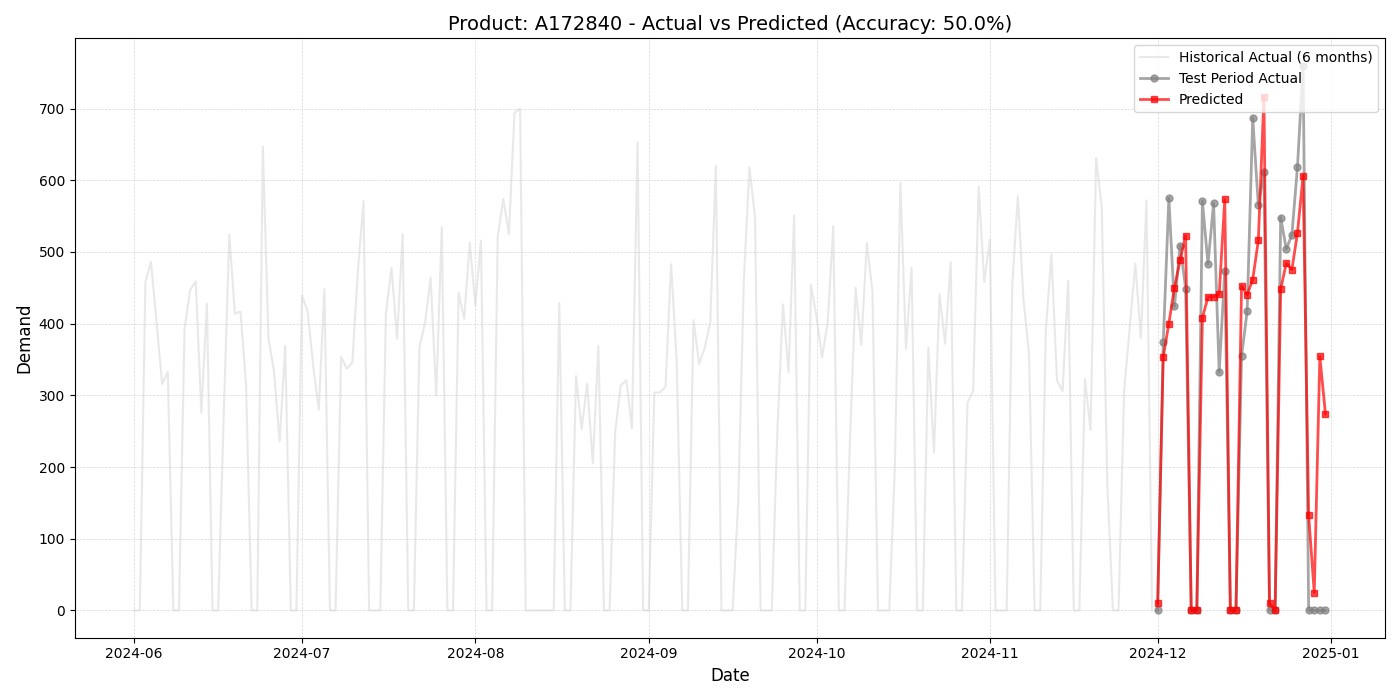 Product: A172840 - Actual vs Predicted (Accuracy: 50.0%)
Historical Actual (6 months)
Test Period Actual
Predicted
700
600
500
400
300
200
100
0
Demand
2024-06
2024-07
2024-08
2024-09
2024-10
2024-11
2024-12
2025-01
Date